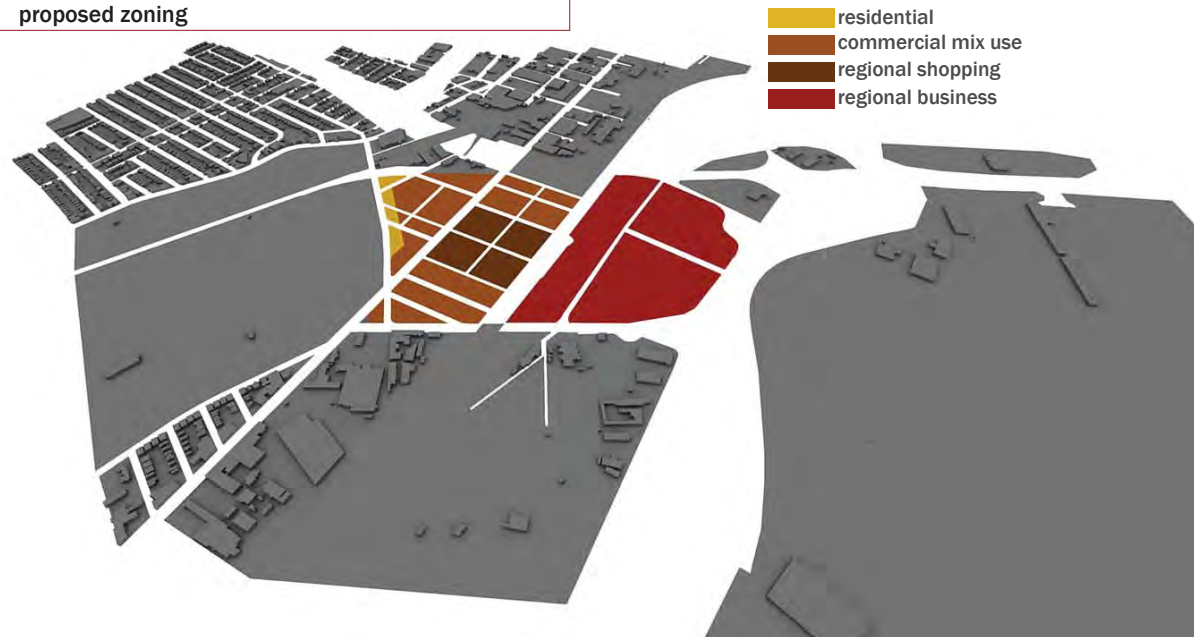 proposed zoning
residential
commercial mix use
regional shopping
regional business